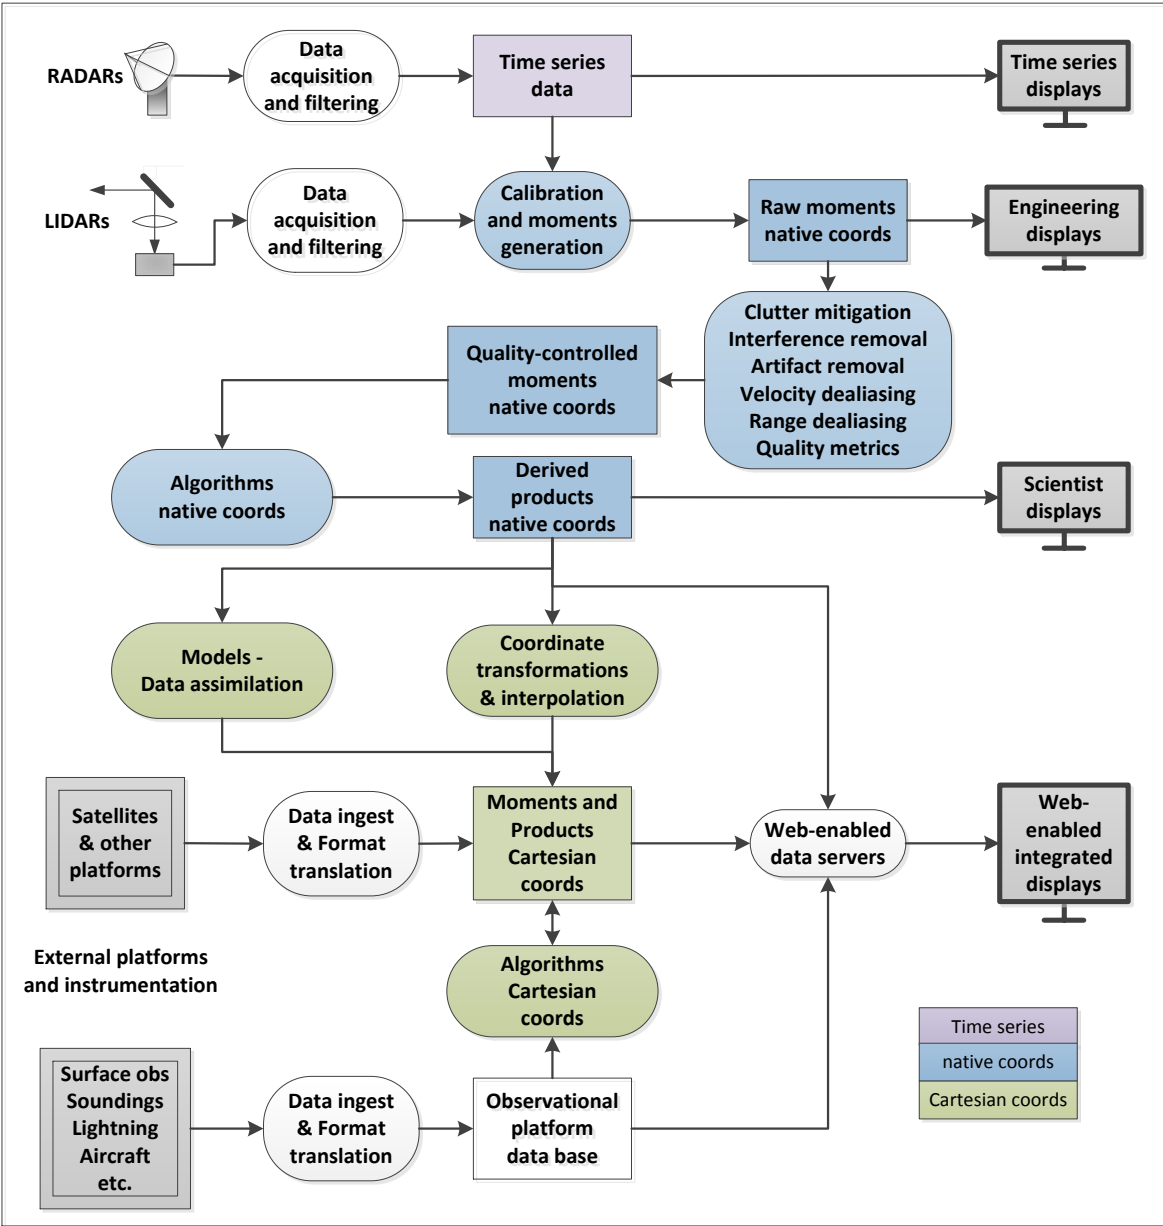 RADARs
Data
acquisition
and filtering
Time series
data
Time series
displays
LIDARs
Data
acquisition
and filtering
Calibration
and moments
generation
Raw moments
native coords
Engineering
displays
Clutter mitigation
Interference removal
Artifact removal
Velocity dealiasing
Range dealiasing
Quality metrics
Quality-controlled
moments
native coords
Algorithms
native coords
Derived
products
native coords
Scientist
displays
Models -
Data assimilation
Coordinate
transformations
& interpolation
Satellites
& other
platforms
Data ingest
& Format
translation
Moments and
Products
Cartesian
coords
Web-enabled
data servers
Web-
enabled
integrated
displays
External platforms
and instrumentation
Algorithms
Cartesian
coords
Surface obs
Soundings
Lightning
Aircraft
etc.
Data ingest
& Format
translation
Observational
platform
data base
Time series
native coords
Cartesian coords